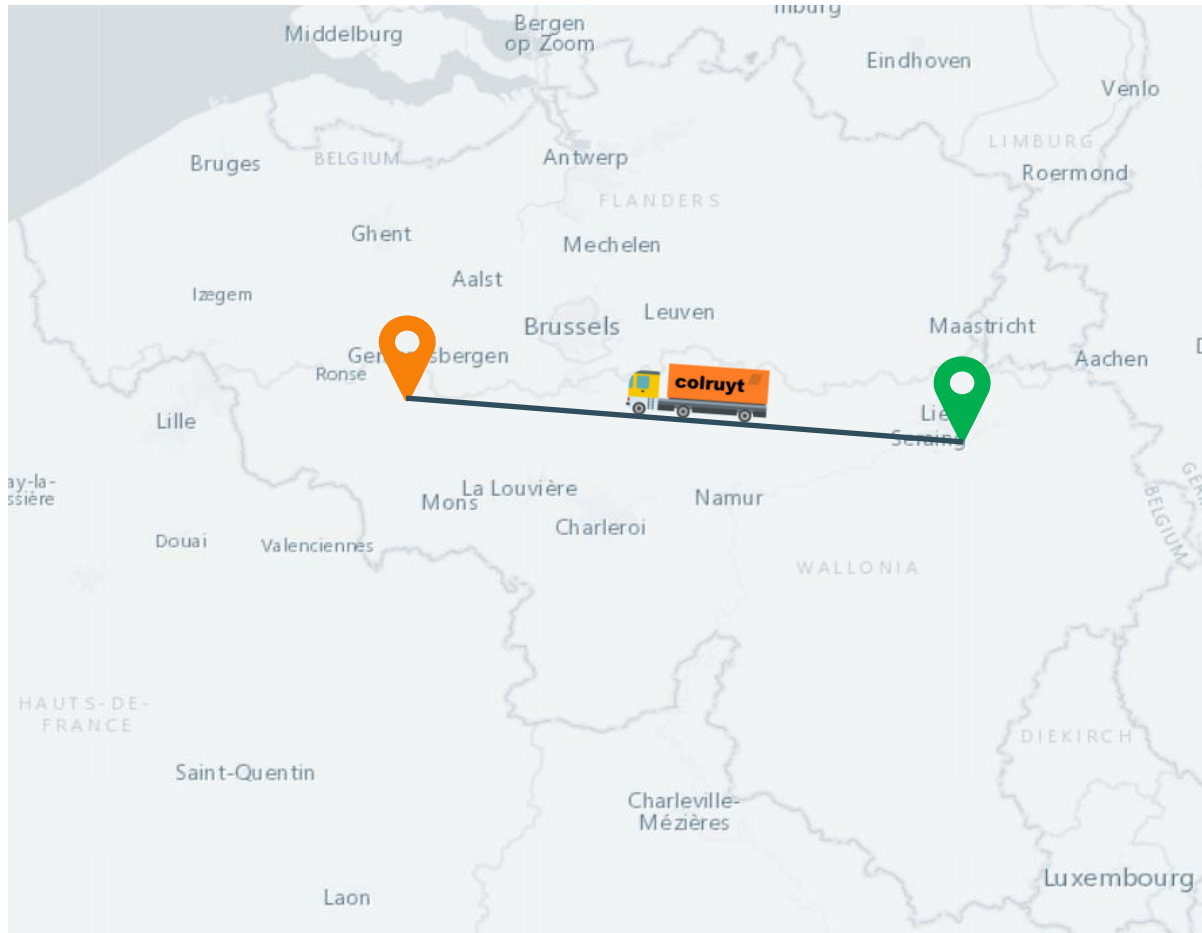 Middelburg
Bergen
op Zoom
Eindhoven
Venlo
LIMBURG
Bruges
BELGIUM
Antwerp
Roermond
FLANDERS
Ghent
Mechelen
Aalst
Izegem
Leuven
Brussels
Maastricht
Aachen
Ronse
colruyt
Lille
Seraing
La Louvière
Mons
Namur
Charleroi
Douai
Valenciennes
BELGIUM
WALLONIA
HAUTS-DE-
FRANCE
DIEKIRCH
Saint-Quentin
Charleville-
Mézières
Luxembourg
Laon